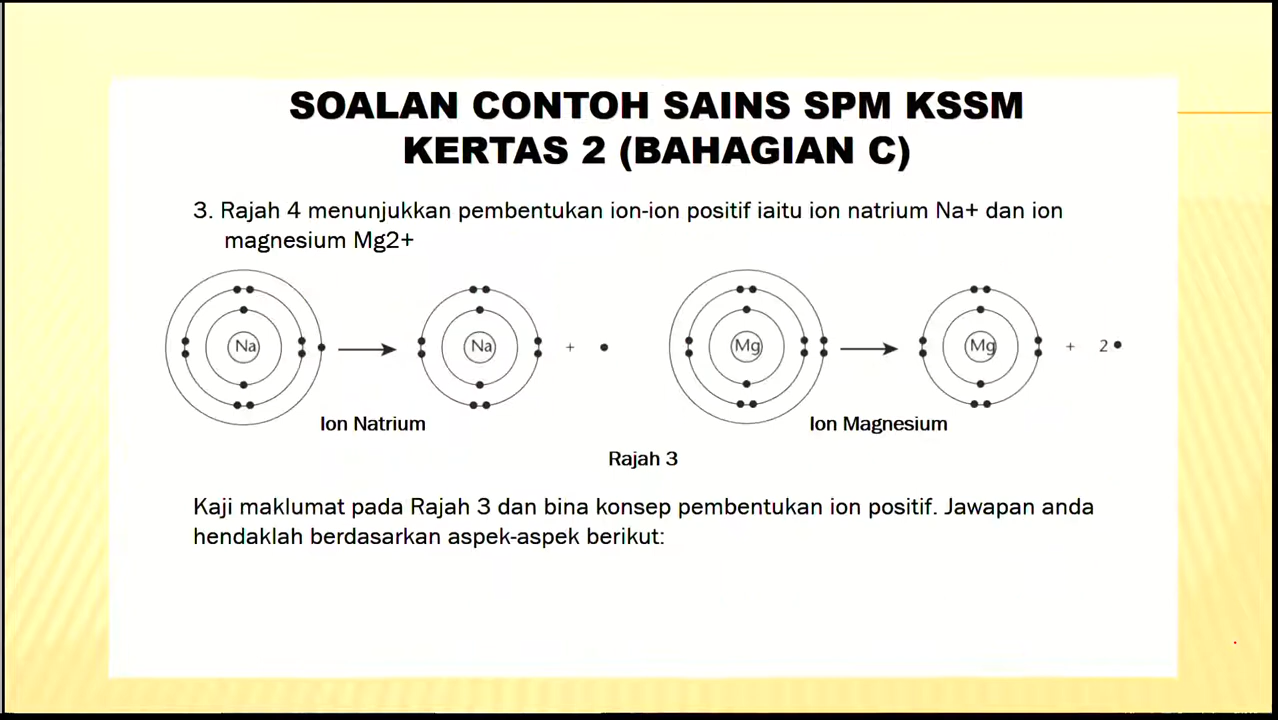 SOALAN CONTOH SAINS SPM KSSM
KERTAS 2 (BAHAGIAN C)
3. Rajah 4 menunjukkan pembentukan ion-ion positif iaitu ion natrium Na+ dan ion
magnesium Mg2+
Na Na + Mg Mg + 2
Ion Natrium Ion Magnesium
Rajah 3
Kaji maklumat pada Rajah 3 dan bina konsep pembentukan ion positif. Jawapan anda
hendaklah berdasarkan aspek-aspek berikut: